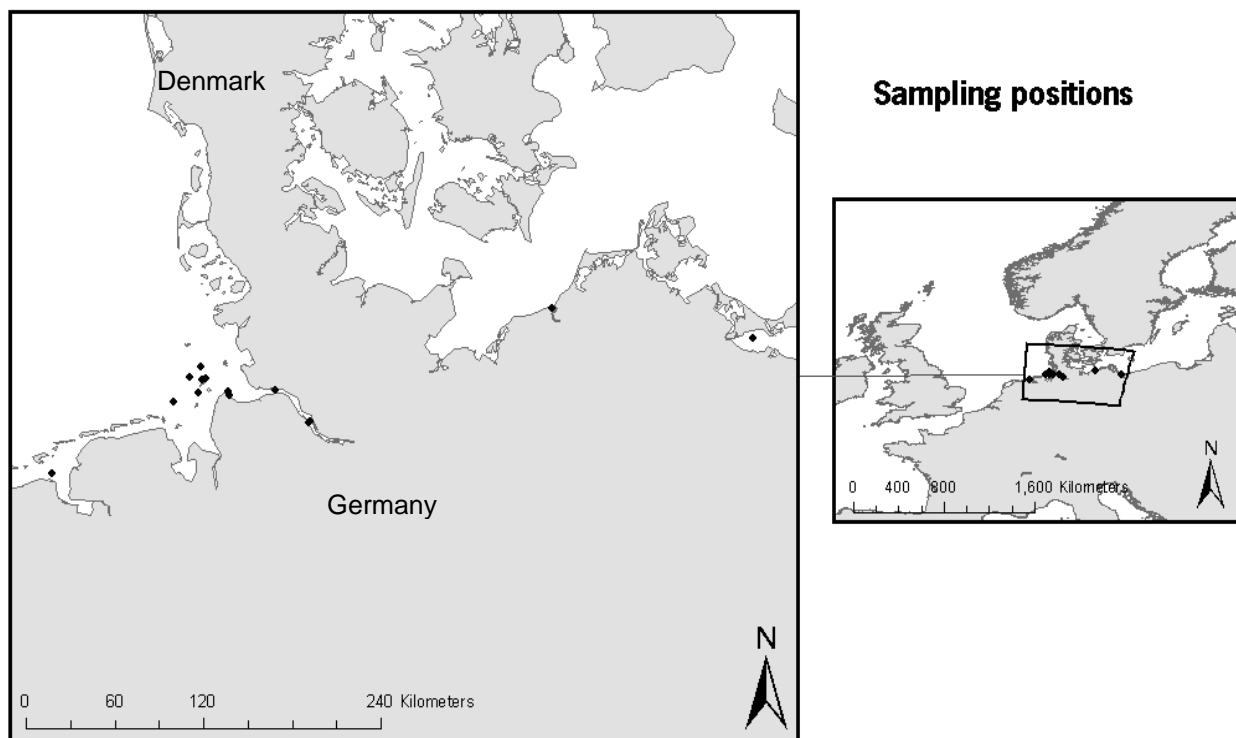 Denmark
Sampling positions
Germany
N
0 60 120 240 Kilometers
N
0 400 800 1,600 Kilometers